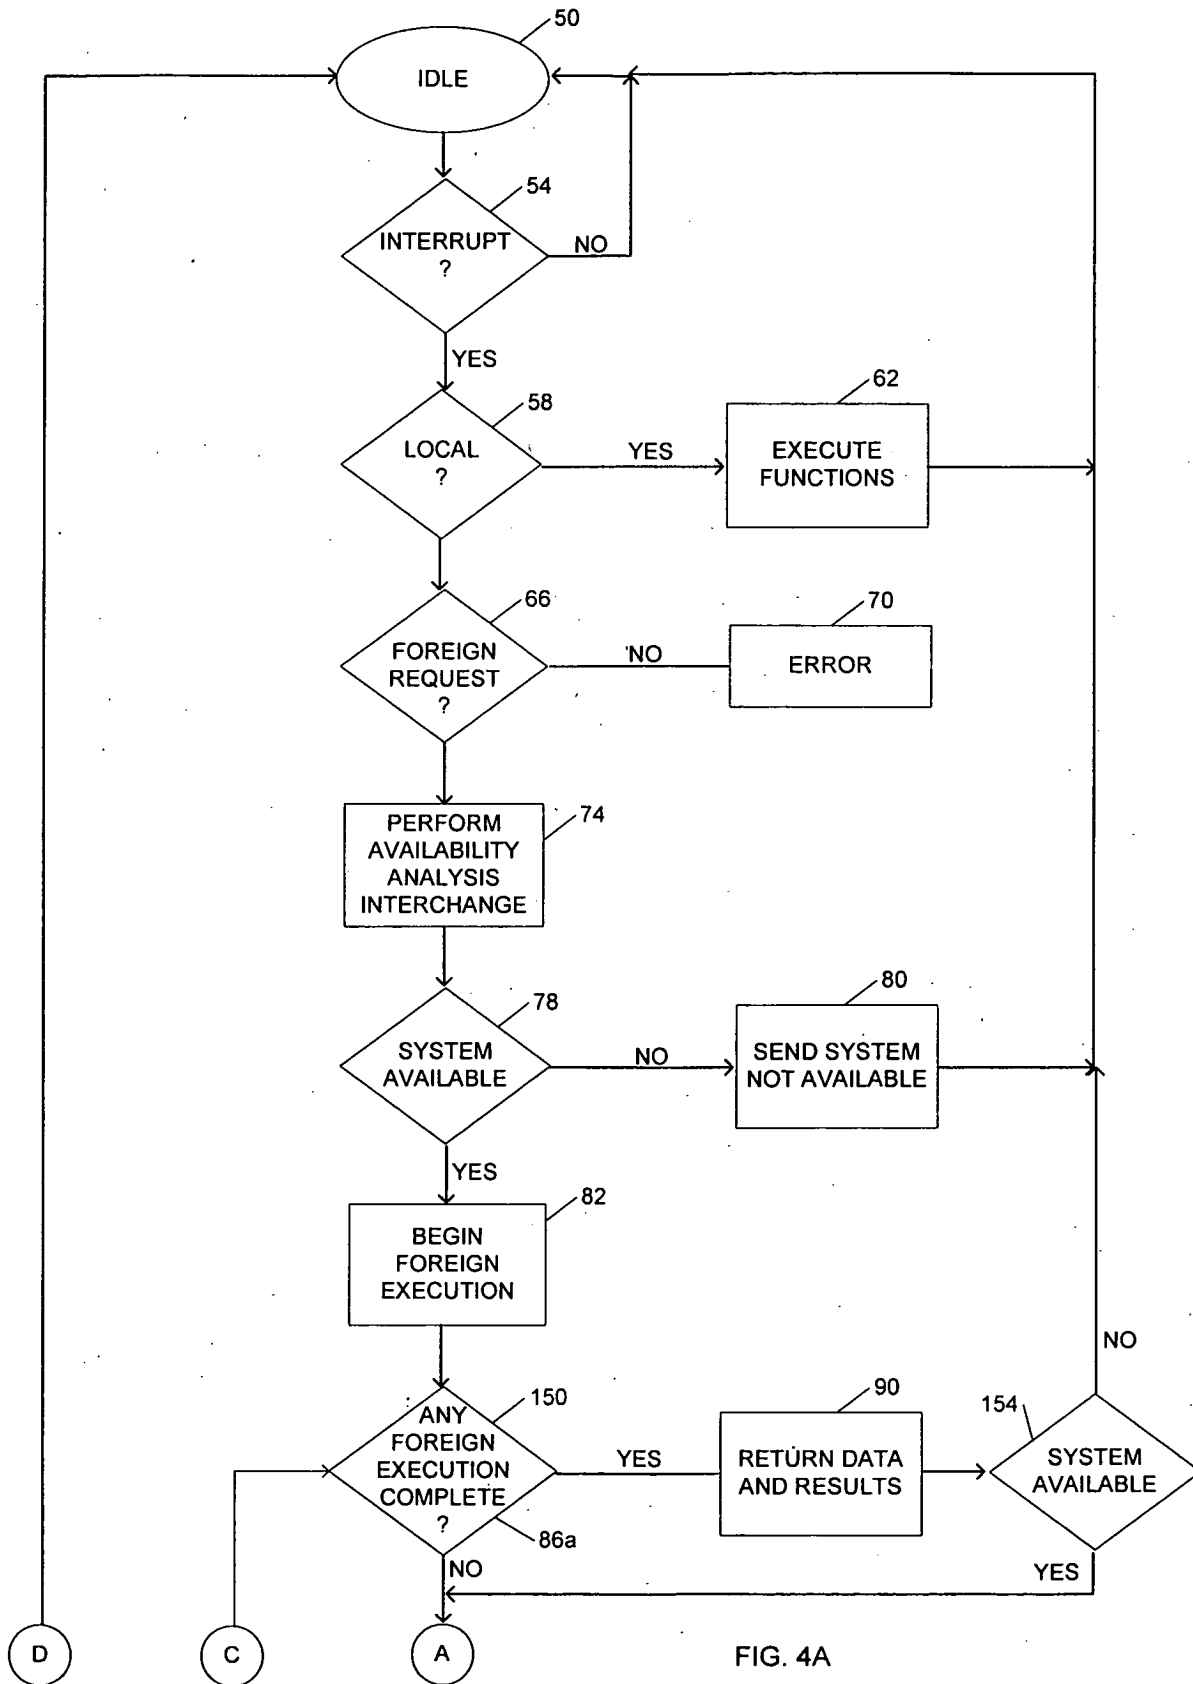 50
IDLE
54
INTERRUPT
?
NO
YES
58
LOCAL
?
YES
62
EXECUTE
FUNCTIONS
66
FOREIGN
REQUEST
?
NO
70
ERROR
74
PERFORM
AVAILABILITY
ANALYSIS
INTERCHANGE
78
SYSTEM
AVAILABLE
NO
80
SEND SYSTEM
NOT AVAILABLE
YES
82
BEGIN
FOREIGN
EXECUTION
NO
150
ANY
FOREIGN
EXECUTION
COMPLETE
?
86a
YES
90
RETURN DATA
AND RESULTS
154
SYSTEM
AVAILABLE
NO
YES
D
C
A
FIG. 4A